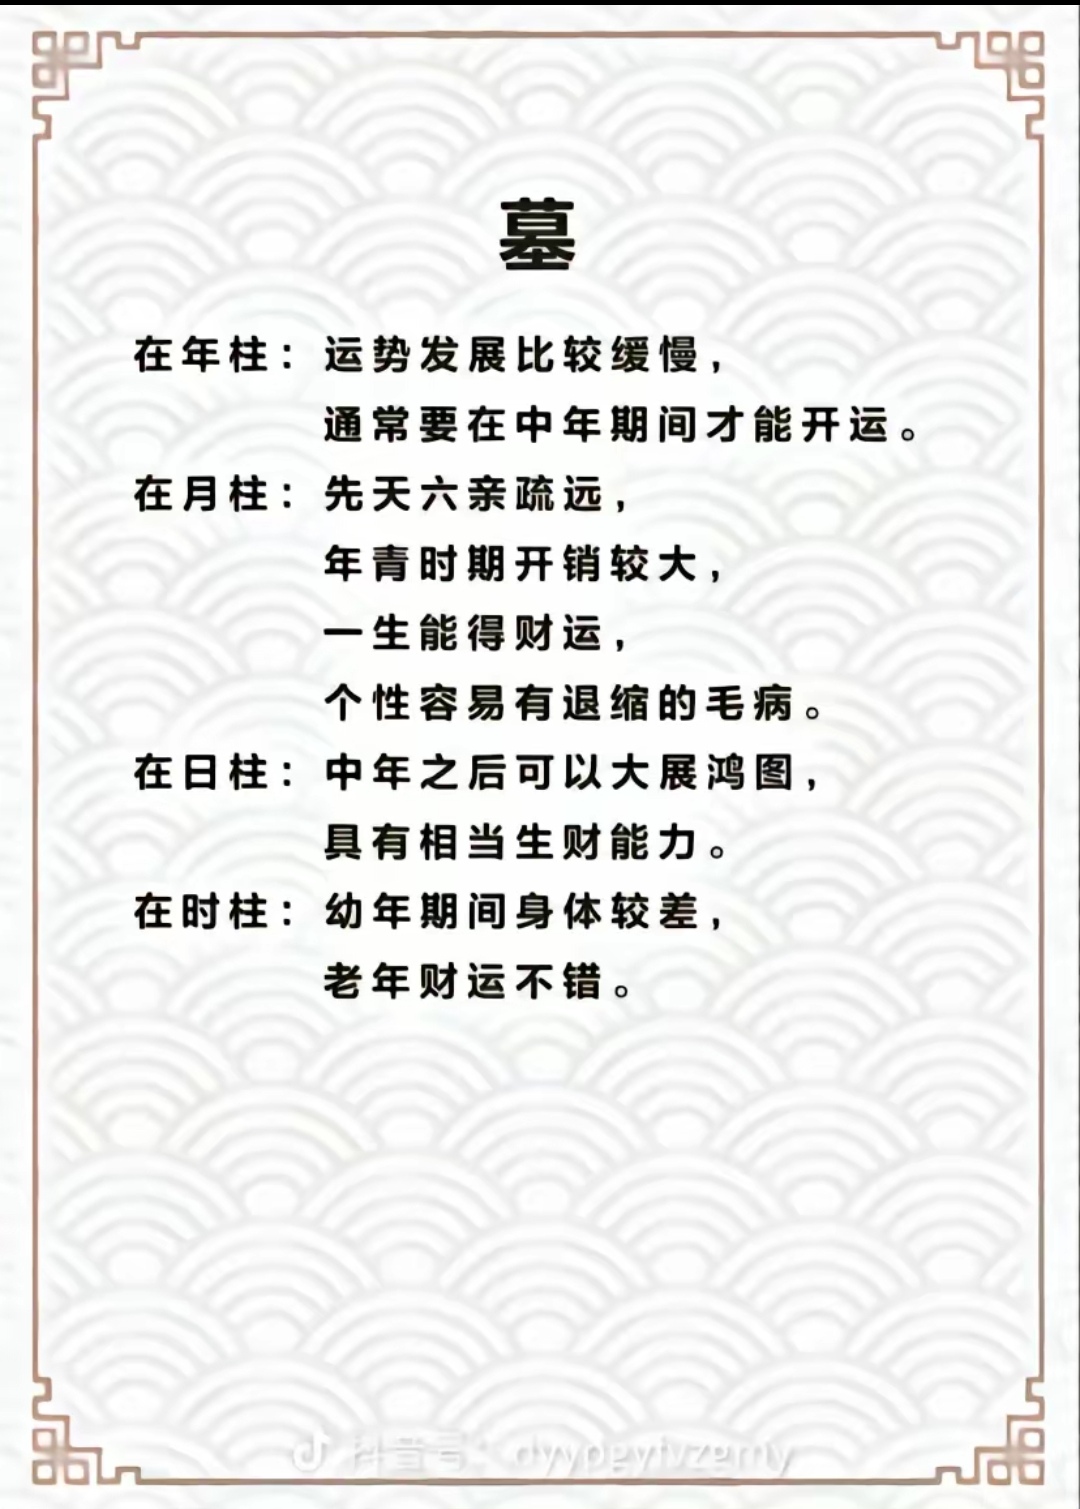 墓
在年柱：运势发展比较缓慢，
通常要在中年期间才能开运。
在月柱：先天六亲疏远，
年青时期开销较大，
一生能得财运，
个性容易有退缩的毛病。
在日柱：中年之后可以大展鸿图，
具有相当生财能力。
在时柱：幼年期间身体较差，
老年财运不错。
抖音号：